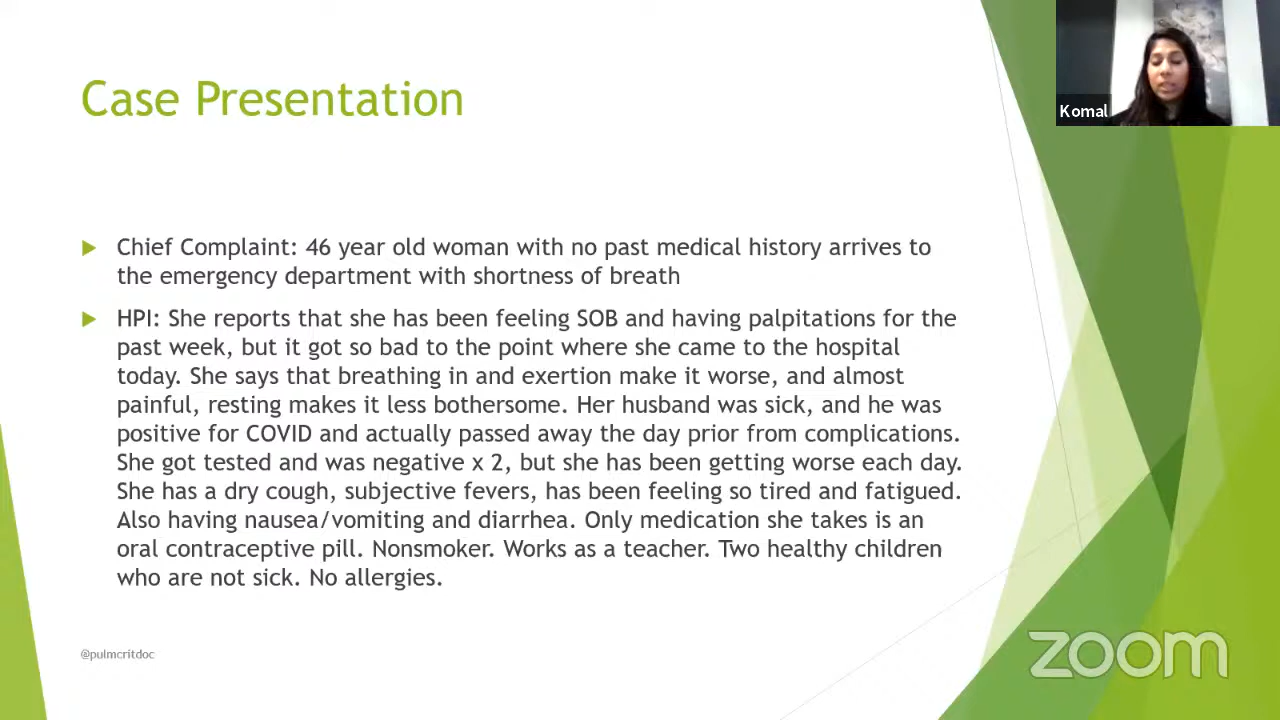 Case Presentation
Komal
Chief Complaint: 46 year old woman with no past medical history arrives to
the emergency department with shortness of breath
HPI: She reports that she has been feeling SOB and having palpitations for the
past week, but it got so bad to the point where she came to the hospital
today. She says that breathing in and exertion make it worse, and almost
painful, resting makes it less bothersome. Her husband was sick, and he was
positive for COVID and actually passed away the day prior from complications.
She got tested and was negative x 2, but she has been getting worse each day.
She has a dry cough, subjective fevers, has been feeling so tired and fatigued.
Also having nausea/vomiting and diarrhea. Only medication she takes is an
oral contraceptive pill. Nonsmoker. Works as a teacher. Two healthy children
who are not sick. No allergies.
@pulmcritdoc
zoom